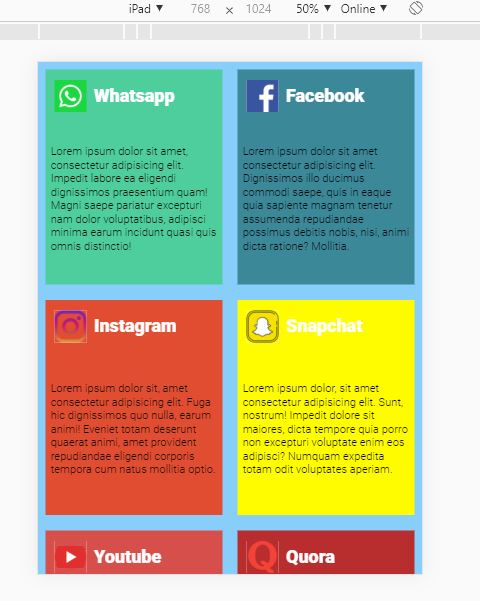 iPad ▼ 768 × 1024 50% ▼ Online ▼
Whatsapp
Lorem ipsum dolor sit amet,
consectetur adipisicing elit.
Impedit labore ea eligendi
dignissimos praesentium quam!
Magni saepe pariatur excepturi
nam dolor voluptatibus, adipisci
minima earum incidunt quasi quis
omnis distinctio!
Facebook
Lorem ipsum dolor sit amet
consectetur adipisicing elit.
Dignissimos illo ducimus
commodi saepe, quis in eaque
quia sapiente magnam tenetur
assumenda repudiandae
possimus debitis nobis, nisi, animi
dicta ratione? Mollitia.
Instagram
Lorem ipsum dolor sit, amet
consectetur adipisicing elit. Fuga
hic dignissimos quo nulla, earum
animi! Eveniet totam deserunt
quaerat animi, amet provident
repudiandae eligendi corporis
tempora cum natus mollitia optio.
Snapchat
Lorem ipsum dolor, sit amet
consectetur adipisicing elit. Sunt,
nostrum! Impedit dolore sit
maiores, dicta tempore quia porro
non excepturi voluptate enim eos
adipisci? Numquam expedita
totam odit voluptates aperiam.
Youtube
Quora